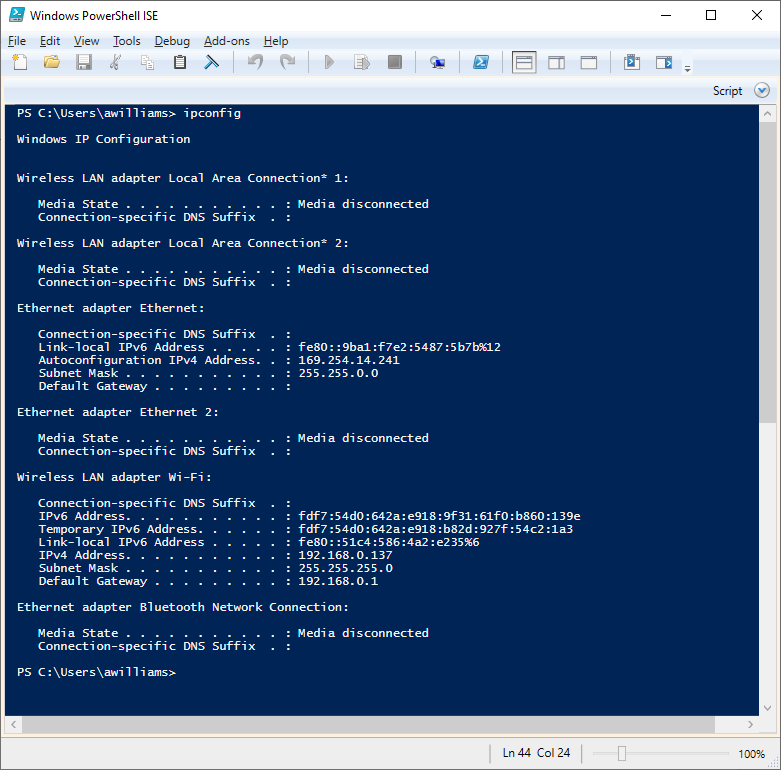 Windows PowerShell ISE
File Edit View Tools Debug Add-ons Help
Script
PS C:\Users\awilliams> ipconfig
Windows IP Configuration
Wireless LAN adapter Local Area Connection* 1:
Media State . . . . . . . . . . . : Media disconnected
Connection-specific DNS Suffix . :
Wireless LAN adapter Local Area Connection* 2:
Media State . . . . . . . . . . . : Media disconnected
Connection-specific DNS Suffix . :
Ethernet adapter Ethernet:
Connection-specific DNS Suffix . :
Link-local IPv6 Address . . . . . : fe80::9ba1:f7e2:5487:5b7b%12
Autoconfiguration IPv4 Address. . : 169.254.14.241
Subnet Mask . . . . . . . . . . . : 255.255.0.0
Default Gateway . . . . . . . . . :
Ethernet adapter Ethernet 2:
Media State . . . . . . . . . . . : Media disconnected
Connection-specific DNS Suffix . :
Wireless LAN adapter Wi-Fi:
Connection-specific DNS Suffix . :
IPv6 Address. . . . . . . . . . . : fdf7:54d0:642a:e918:9f31:61f0:b860:139e
Temporary IPv6 Address. . . . . . : fdf7:54d0:642a:e918:b82d:927f:54c2:1a3
Link-local IPv6 Address . . . . . : fe80::51c4:586:4a2:e235%6
IPv4 Address. . . . . . . . . . . : 192.168.0.137
Subnet Mask . . . . . . . . . . . : 255.255.255.0
Default Gateway . . . . . . . . . : 192.168.0.1
Ethernet adapter Bluetooth Network Connection:
Media State . . . . . . . . . . . : Media disconnected
Connection-specific DNS Suffix . :
PS C:\Users\awilliams>
Ln 44 Col 24 100%